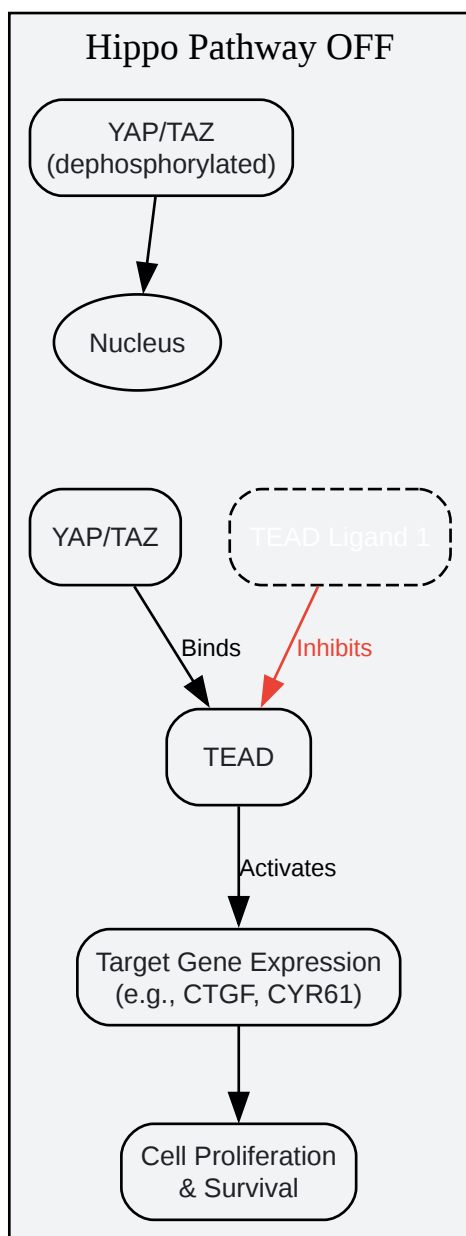 Hippo Pathway OFF
YAP/TAZ
(dephosphorylated)
Nucleus
YAP/TAZ
TEAD Ligand 1
Binds
Inhibits
TEAD
Activates
Target Gene Expression
(e.g., CTGF, CYR61)
Cell Proliferation
& Survival